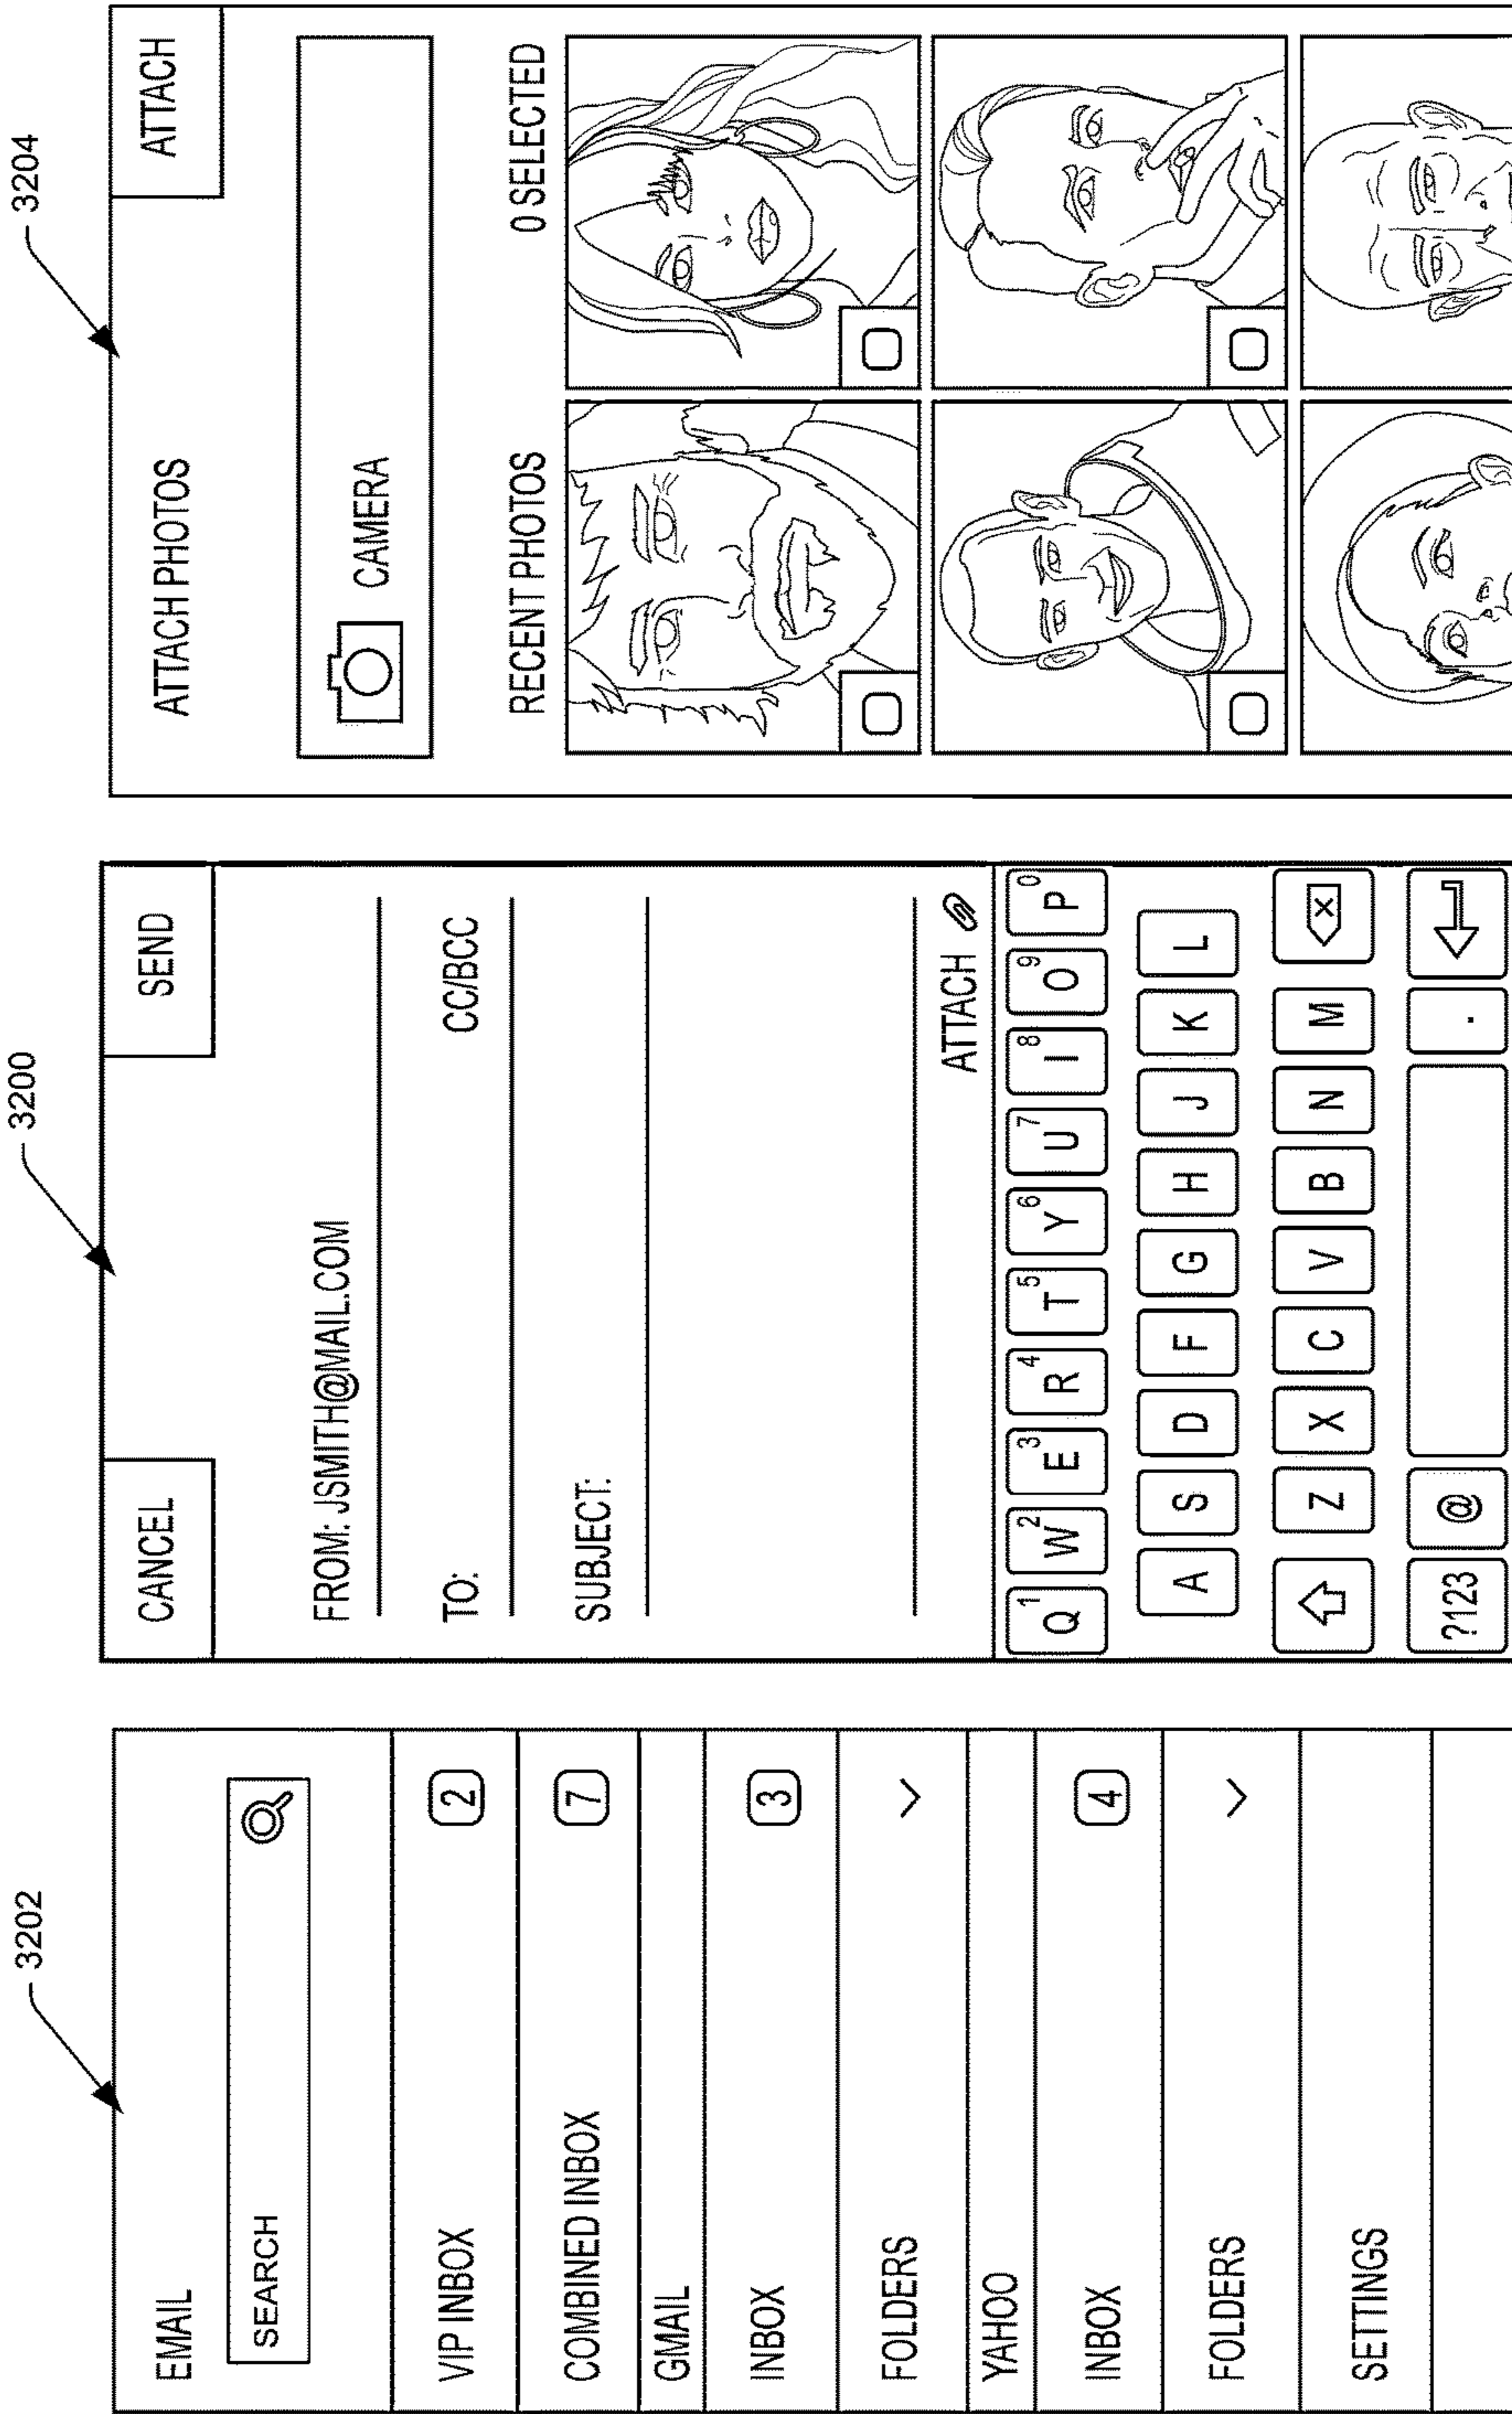 3202
EMAIL
SEARCH
VIP INBOX 2
COMBINED INBOX 7
GMAIL
INBOX 3
FOLDERS
YAHOO
INBOX 4
FOLDERS
SETTINGS
3200
CANCEL SEND
FROM: JSMITH@MAIL.COM
TO: CC/BCC
SUBJECT:
ATTACH
Q 1 W 2 E 3 R 4 T 5 Y 6 U 7 I 8 O 9 P 0
A S D F G H J K L
Z X C V B N M X
?123 @ .
3204
ATTACH PHOTOS ATTACH
CAMERA
RECENT PHOTOS 0 SELECTED